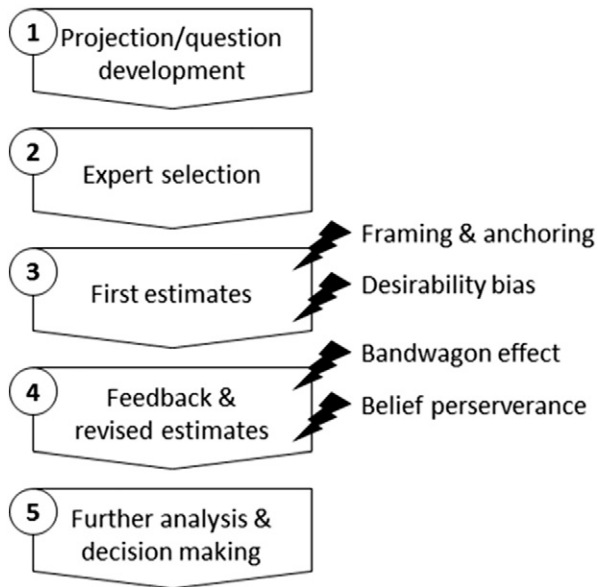 1
Projection/question
development
2
Expert selection
Framing & anchoring
3
First estimates
Desirability bias
Bandwagon effect
4
Feedback &
revised estimates
Belief perserverance
5
Further analysis &
decision making